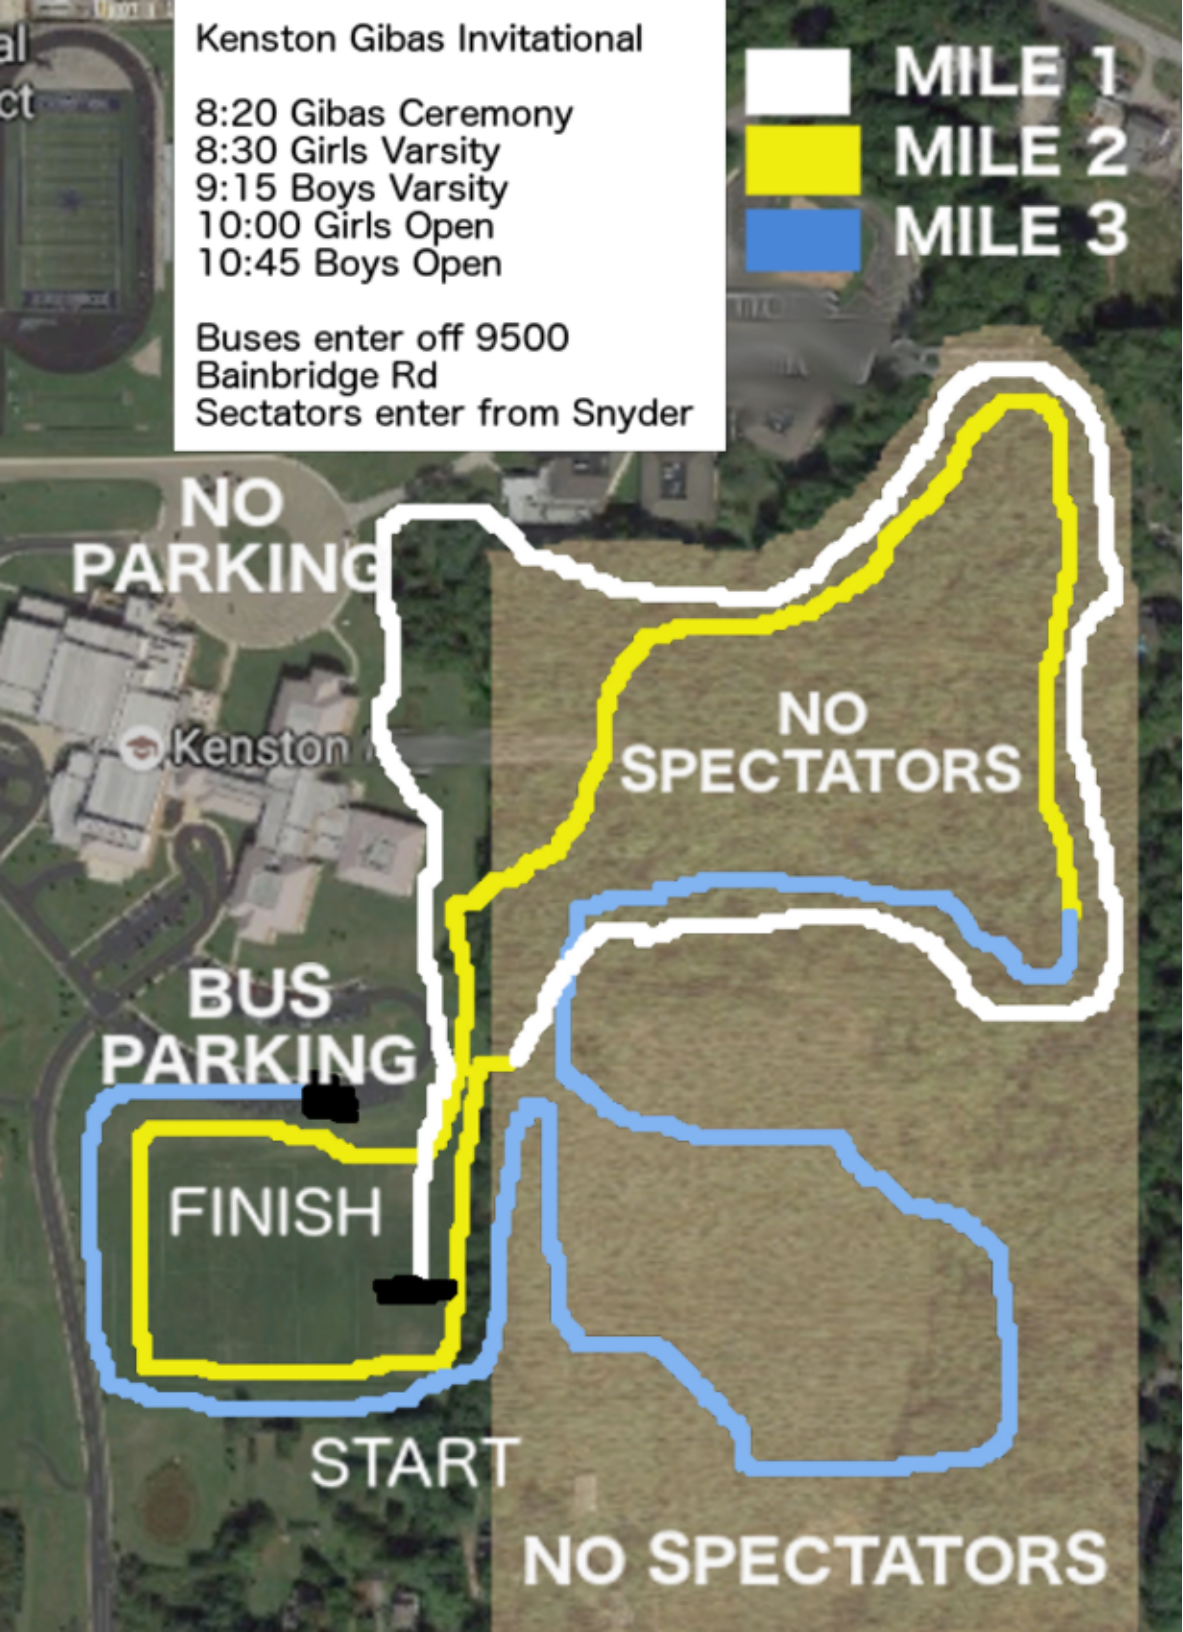 al
ct
Kenston Gibas Invitational
8:20 Gibas Ceremony
8:30 Girls Varsity
9:15 Boys Varsity
10:00 Girls Open
10:45 Boys Open
Buses enter off 9500
Bainbridge Rd
Sectators enter from Snyder
MILE 1
MILE 2
MILE 3
NO
PARKING
NO
SPECTATORS
Kenston
BUS
PARKING
FINISH
START
NO SPECTATORS